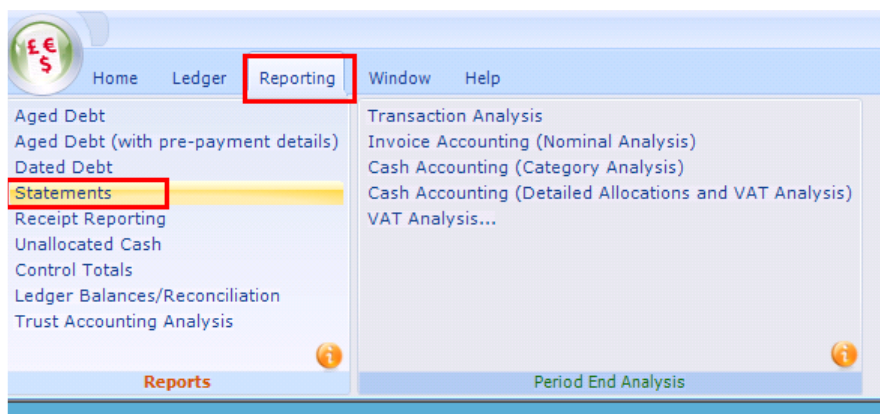 £ €
$
Home Ledger Reporting Window Help
Aged Debt
Aged Debt (with pre-payment details)
Dated Debt
Statements
Receipt Reporting
Unallocated Cash
Control Totals
Ledger Balances/Reconciliation
Trust Accounting Analysis
Reports
Transaction Analysis
Invoice Accounting (Nominal Analysis)
Cash Accounting (Category Analysis)
Cash Accounting (Detailed Allocations and VAT Analysis)
VAT Analysis...
Period End Analysis